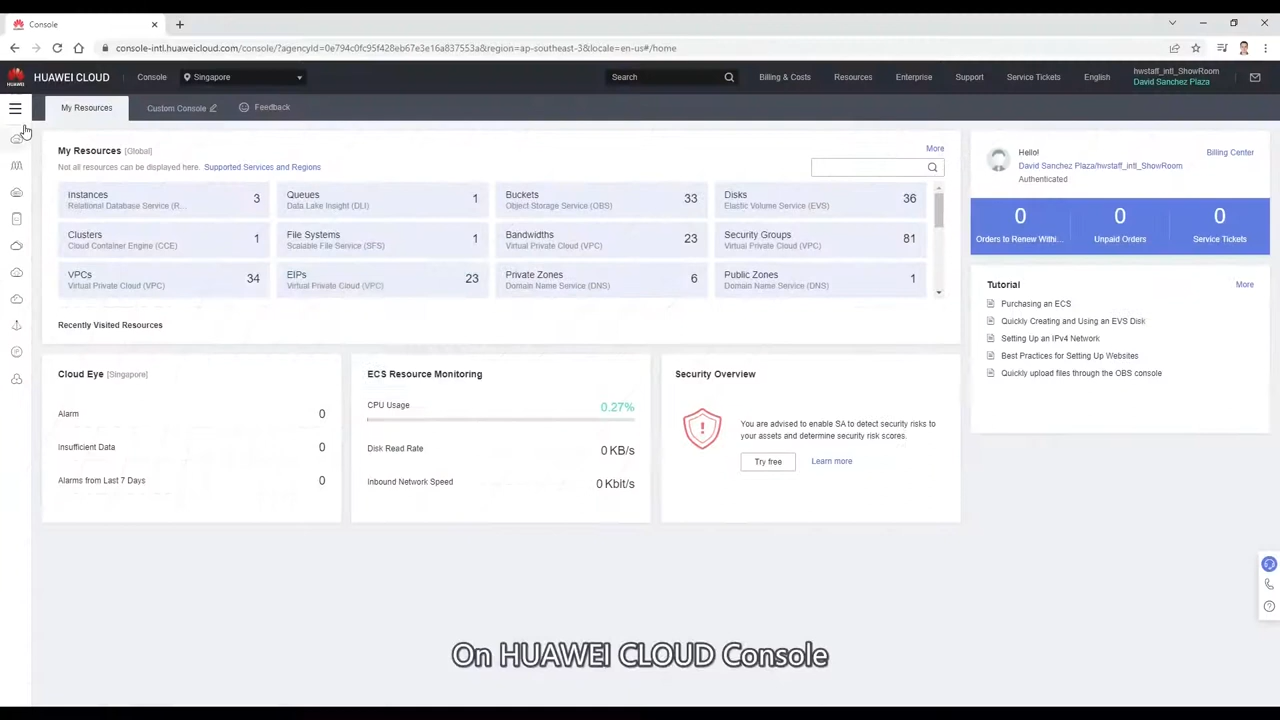 Console
console-intl.huaweicloud.com/console/?agencyId=0e794c0fc95f428eb67e3e16a837553a&region=ap-southeast-3&locale=en-us#/home
HUAWEI
HUAWEI CLOUD
Console
Singapore
Search
Billing & Costs
Resources
Enterprise
Support
Service Tickets
English
hwstaff_intl_ShowRoom
David Sanchez Plaza
My Resources
Custom Console
Feedback
My Resources [Global]
More
Not all resources can be displayed here. Supported Services and Regions
Instances
Relational Database Service (R...
3
Queues
Data Lake Insight (DLI)
1
Buckets
Object Storage Service (OBS)
33
Disks
Elastic Volume Service (EVS)
36
Clusters
Cloud Container Engine (CCE)
1
File Systems
Scalable File Service (SFS)
1
Bandwidths
Virtual Private Cloud (VPC)
23
Security Groups
Virtual Private Cloud (VPC)
81
VPCs
Virtual Private Cloud (VPC)
34
EIPs
Virtual Private Cloud (VPC)
23
Private Zones
Domain Name Service (DNS)
6
Public Zones
Domain Name Service (DNS)
1
Recently Visited Resources
Cloud Eye [Singapore]
Alarm 0
Insufficient Data 0
Alarms from Last 7 Days 0
ECS Resource Monitoring
CPU Usage 0.27%
Disk Read Rate 0 KB/s
Inbound Network Speed 0 Kbit/s
Security Overview
You are advised to enable SA to detect security risks to
your assets and determine security risk scores.
Try free
Learn more
Hello!
Billing Center
David Sanchez Plaza/hwstaff_intl_ShowRoom
Authenticated
0
Orders to Renew Withi...
0
Unpaid Orders
0
Service Tickets
Tutorial
More
Purchasing an ECS
Quickly Creating and Using an EVS Disk
Setting Up an IPv4 Network
Best Practices for Setting Up Websites
Quickly upload files through the OBS console
On HUAWEI CLOUD Console